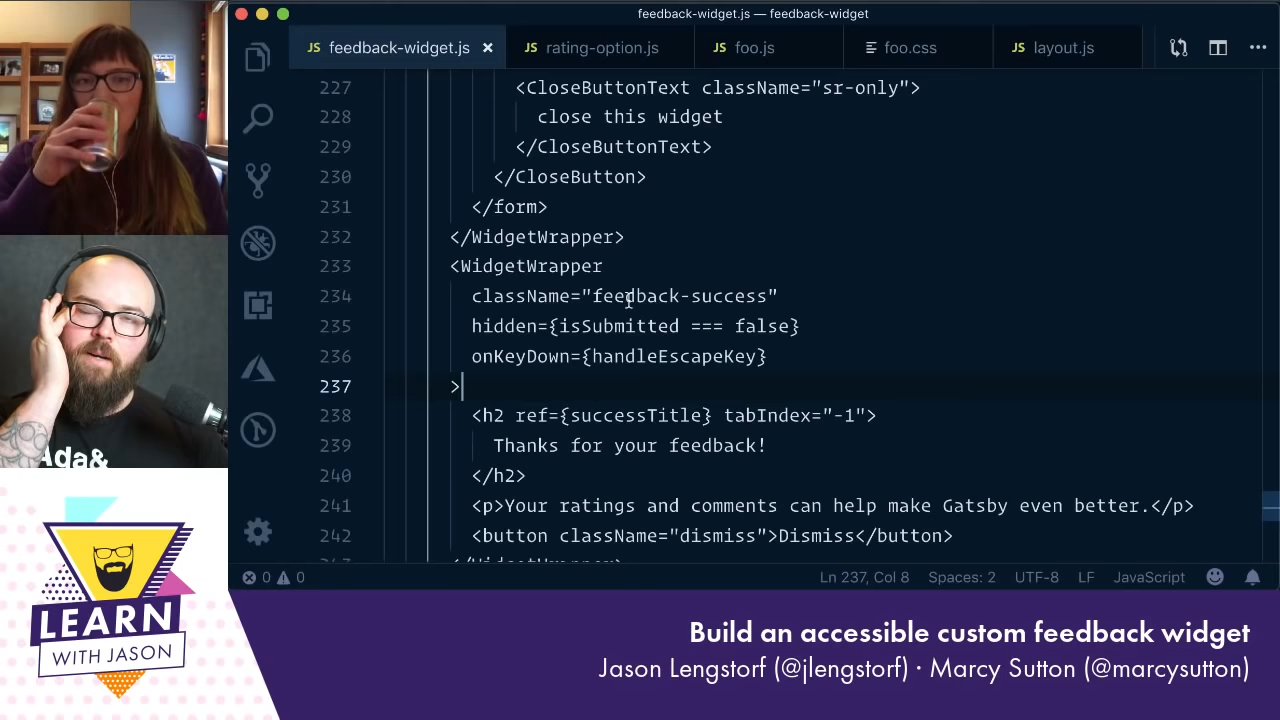 feedback-widget.js — feedback-widget
JS feedback-widget.js ×
JS rating-option.js
JS foo.js
foo.css
JS layout.js
227 <CloseButtonText className="sr-only">
228 close this widget
229 </CloseButtonText>
230 </CloseButton>
231 </form>
232 </WidgetWrapper>
233 <WidgetWrapper
234 className="feedback-success"
235 hidden={isSubmitted === false}
236 onKeyDown={handleEscapeKey}
237 >
238 <h2 ref={successTitle} tabIndex="-1">
239 Thanks for your feedback!
240 </h2>
241 <p>Your ratings and comments can help make Gatsby even better.</p>
242 <button className="dismiss">Dismiss</button>
0 0
Ln 237, Col 8
Spaces: 2
UTF-8
LF
JavaScript
Ada&
LEARN
WITH JASON
Build an accessible custom feedback widget
Jason Lengstorf (@jlengstorf) · Marcy Sutton (@marcysutton)